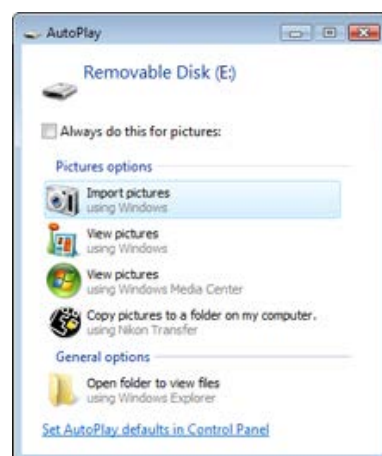 AutoPlay
Removable Disk (E:)
Always do this for pictures:
Pictures options
Import pictures
using Windows
View pictures
using Windows
View pictures
using Windows Media Center
Copy pictures to a folder on my computer.
using Nikon Transfer
General options
Open folder to view files
using Windows Explorer
Set AutoPlay defaults in Control Panel